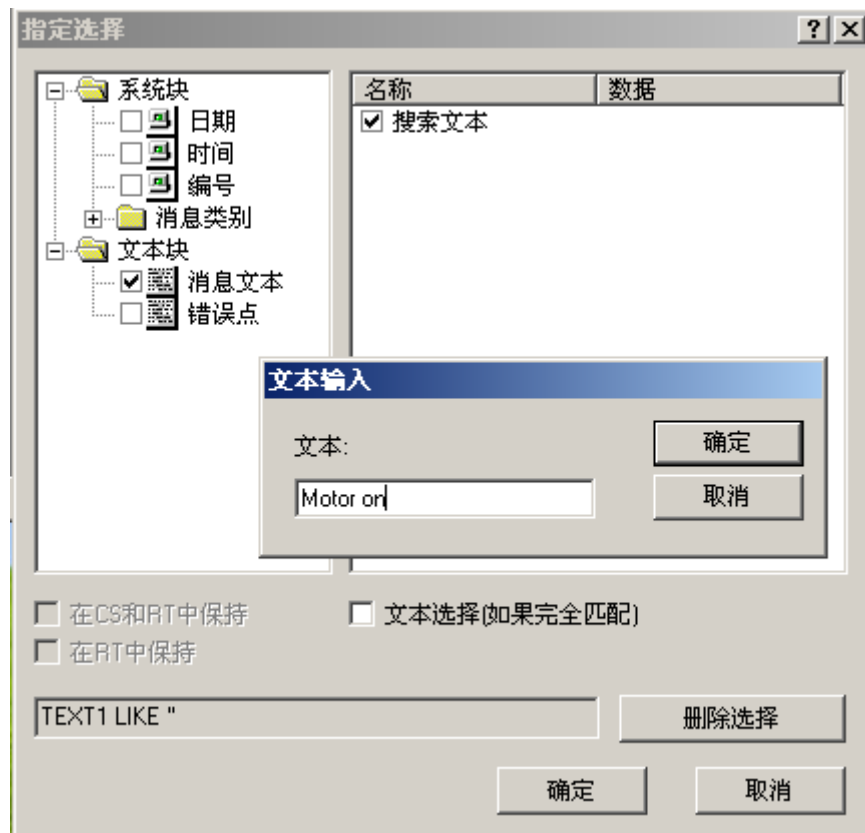 指定选择
系统块
日期
时间
编号
消息类别
文本块
消息文本
错误点
名称 数据
搜索文本
文本输入
文本:
Motor on
确定
取消
在CS和RT中保持
文本选择(如果完全匹配)
在RT中保持
TEXT1 LIKE "
删除选择
确定
取消